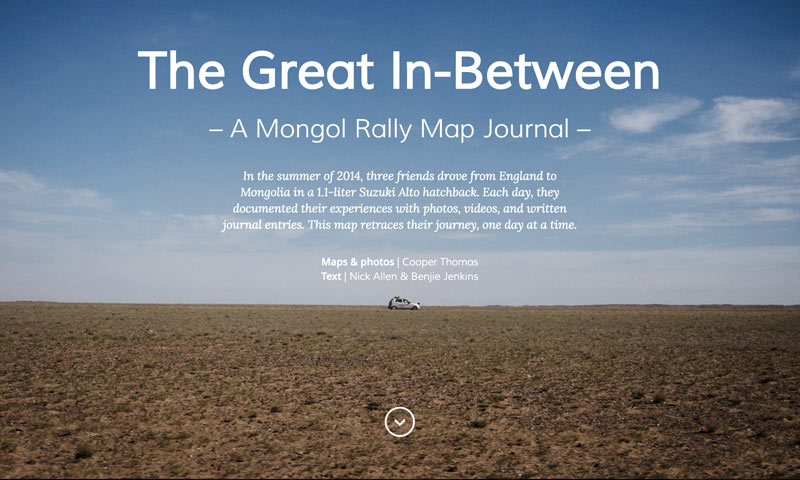 The Great In-Between
– A Mongol Rally Map Journal –
In the summer of 2014, three friends drove from England to
Mongolia in a 1.1-liter Suzuki Alto hatchback. Each day, they
documented their experiences with photos, videos, and written
journal entries. This map retraces their journey, one day at a time.
Maps & photos | Cooper Thomas
Text | Nick Allen & Benjie Jenkins